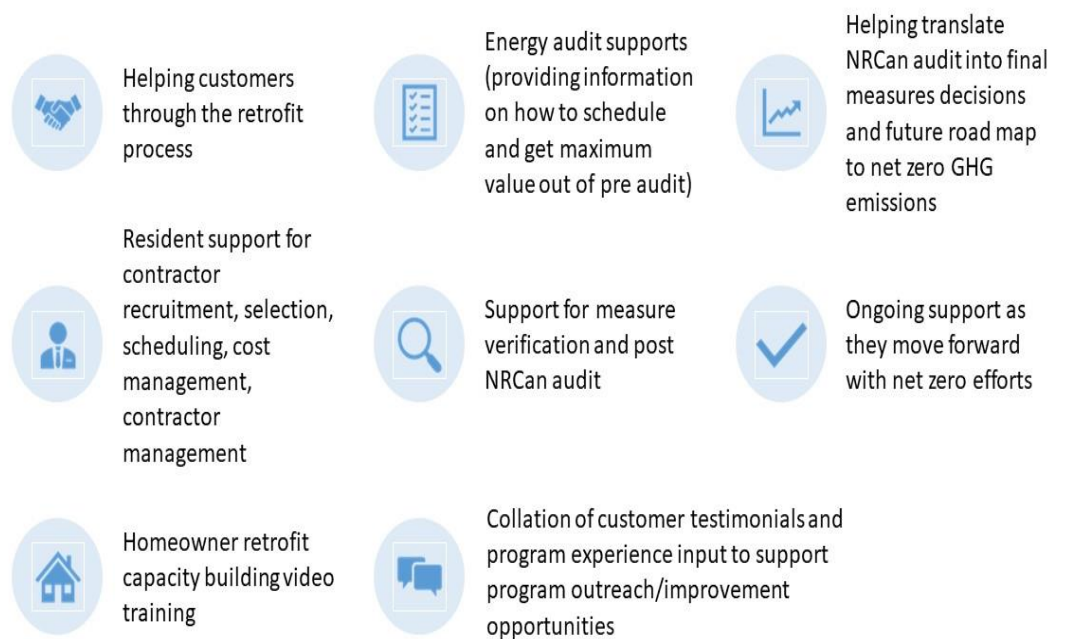 Helping customers
through the retrofit
process
Energy audit supports
(providing information
on how to schedule
and get maximum
value out of pre audit)
Helping translate
NRCan audit into final
measures decisions
and future road map
to net zero GHG
emissions
Resident support for
contractor
recruitment, selection,
scheduling, cost
management,
contractor
management
Support for measure
verification and post
NRCan audit
Ongoing support as
they move forward
with net zero efforts
Homeowner retrofit
capacity building video
training
Collation of customer testimonials and
program experience input to support
program outreach/improvement
opportunities